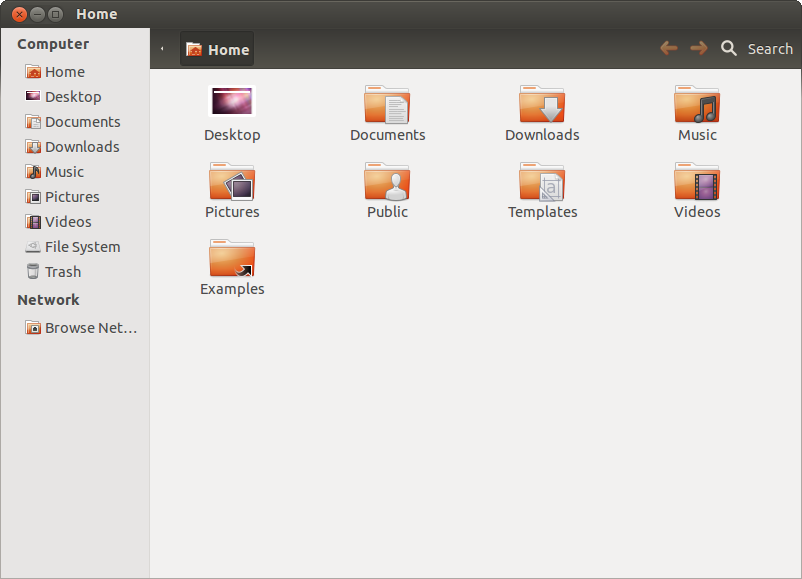 Home
Computer
Home
Desktop
Documents
Downloads
Music
Pictures
Videos
File System
Trash
Network
Browse Net...
Home
Search
Desktop
Documents
Downloads
Music
Pictures
Public
Templates
Videos
Examples